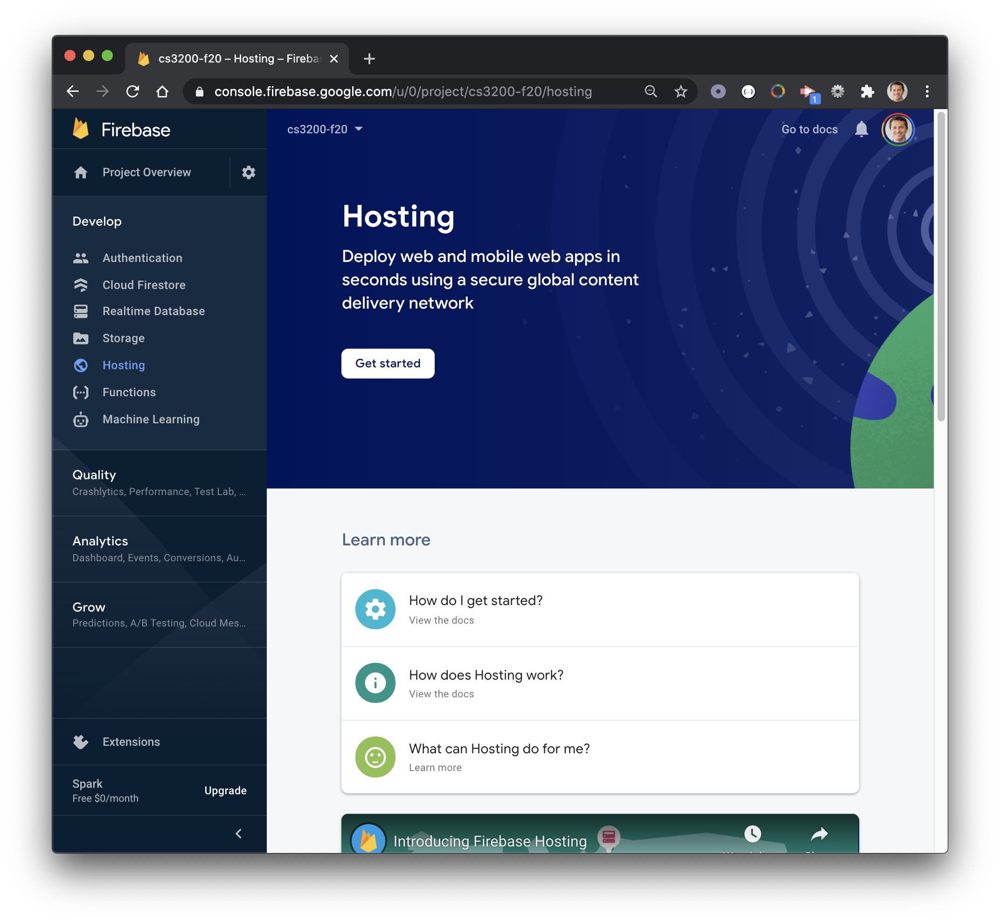 cs3200-f20 – Hosting – Fireba
console.firebase.google.com/u/0/project/cs3200-f20/hosting
1
Firebase
Project Overview
Develop
Authentication
Cloud Firestore
Realtime Database
Storage
Hosting
Functions
Machine Learning
Quality
Crashlytics, Performance, Test Lab, ...
Analytics
Dashboard, Events, Conversions, Au...
Grow
Predictions, A/B Testing, Cloud Mes...
Extensions
Spark
Free $0/month
Upgrade
cs3200-f20
Go to docs
Hosting
Deploy web and mobile web apps in
seconds using a secure global content
delivery network
Get started
Learn more
How do I get started?
View the docs
How does Hosting work?
View the docs
What can Hosting do for me?
Learn more
Introducing Firebase Hosting